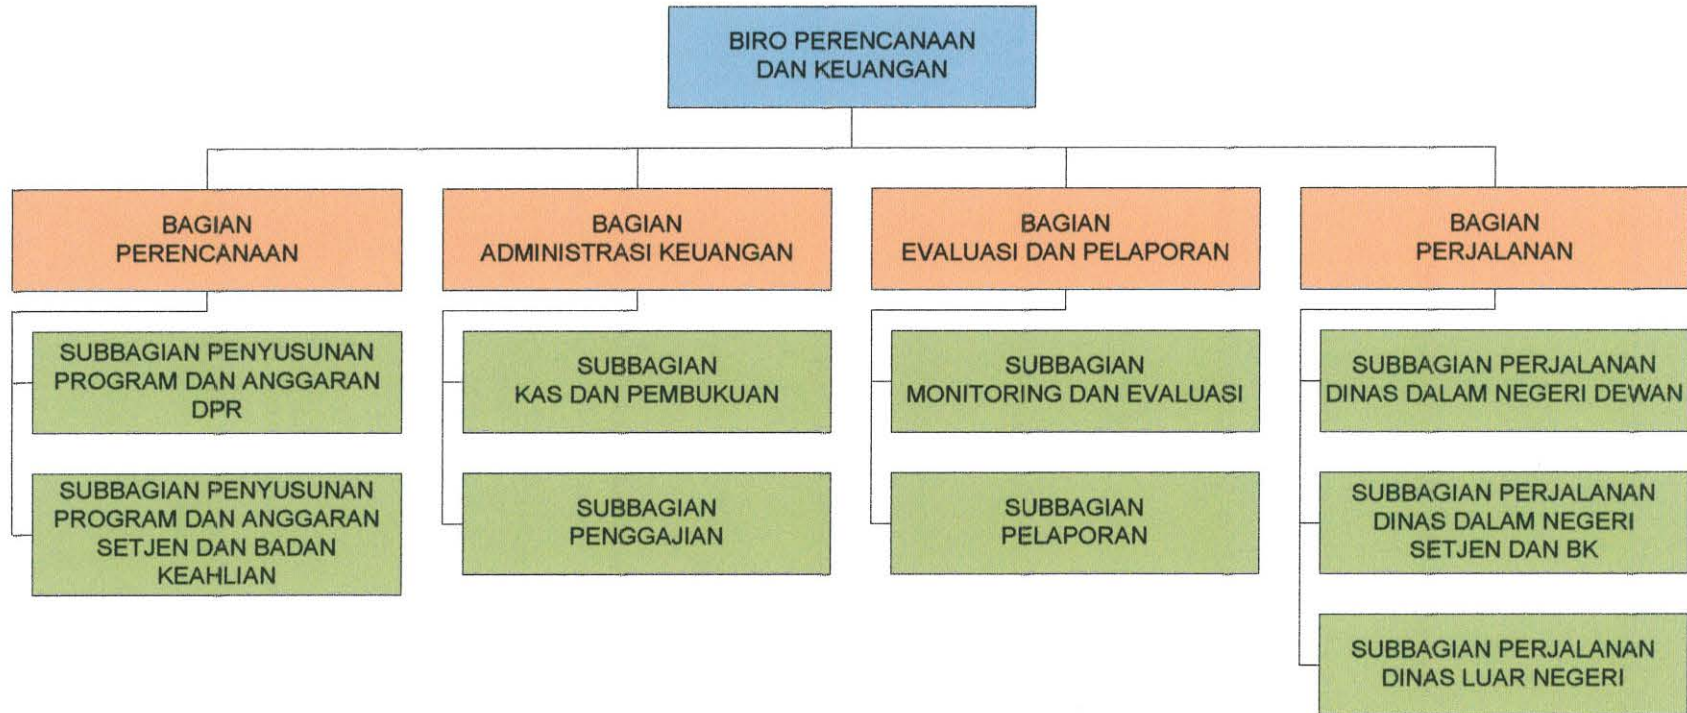 BIRO PERENCANAAN
DAN KEUANGAN
BAGIAN
PERENCANAAN
BAGIAN
ADMINISTRASI KEUANGAN
BAGIAN
EVALUASI DAN PELAPORAN
BAGIAN
PERJALANAN
SUBBAGIAN PENYUSUNAN
PROGRAM DAN ANGGARAN
DPR
SUBBAGIAN
KAS DAN PEMBUKUAN
SUBBAGIAN
MONITORING DAN EVALUASI
SUBBAGIAN PERJALANAN
DINAS DALAM NEGERI DEWAN
SUBBAGIAN PENYUSUNAN
PROGRAM DAN ANGGARAN
SETJEN DAN BADAN
KEAHLIAN
SUBBAGIAN
PENGGAJIAN
SUBBAGIAN
PELAPORAN
SUBBAGIAN PERJALANAN
DINAS DALAM NEGERI
SETJEN DAN BK
SUBBAGIAN PERJALANAN
DINAS LUAR NEGERI